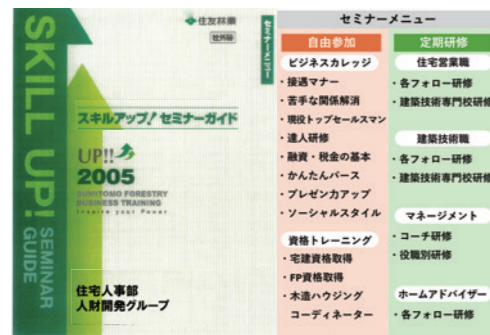 SKILL UP! SEMINAR GUIDE
住友林業
社外秘
スキルアップ!セミナーガイド
UP!!
2005
SUMITOMO FORESTRY
BUSINESS TRAINING
Inspire your Power
住宅人事部
人財開発グループ
セミナーメニュー
セミナーメニュー
自由参加
ビジネスカレッジ
・接遇マナー
・苦手な関係解消
・現役トップセールスマン
・達人研修
・融資・税金の基本
・かんたんパース
・プレゼン力アップ
・ソーシャルスタイル
資格トレーニング
・宅建資格取得
・FP資格取得
・木造ハウジング
コーディネーター
定期研修
住宅営業職
・各フォロー研修
・建築技術専門校研修
建築技術職
・各フォロー研修
・建築技術専門校研修
マネージメント
・コーチ研修
・役職別研修
ホームアドバイザー
・各フォロー研修